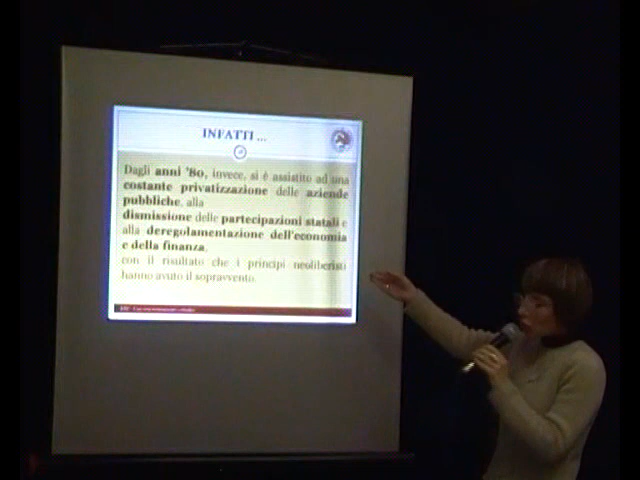 INFATTI ...
Dagli anni '80, invece, si è assistito ad una
costante privatizzazione delle aziende
pubbliche, alla
dismissione delle partecipazioni statali e
alla deregolamentazione dell'economia
e della finanza,
con il risultato che i principi neoliberisti
hanno avuto il sopravvento.